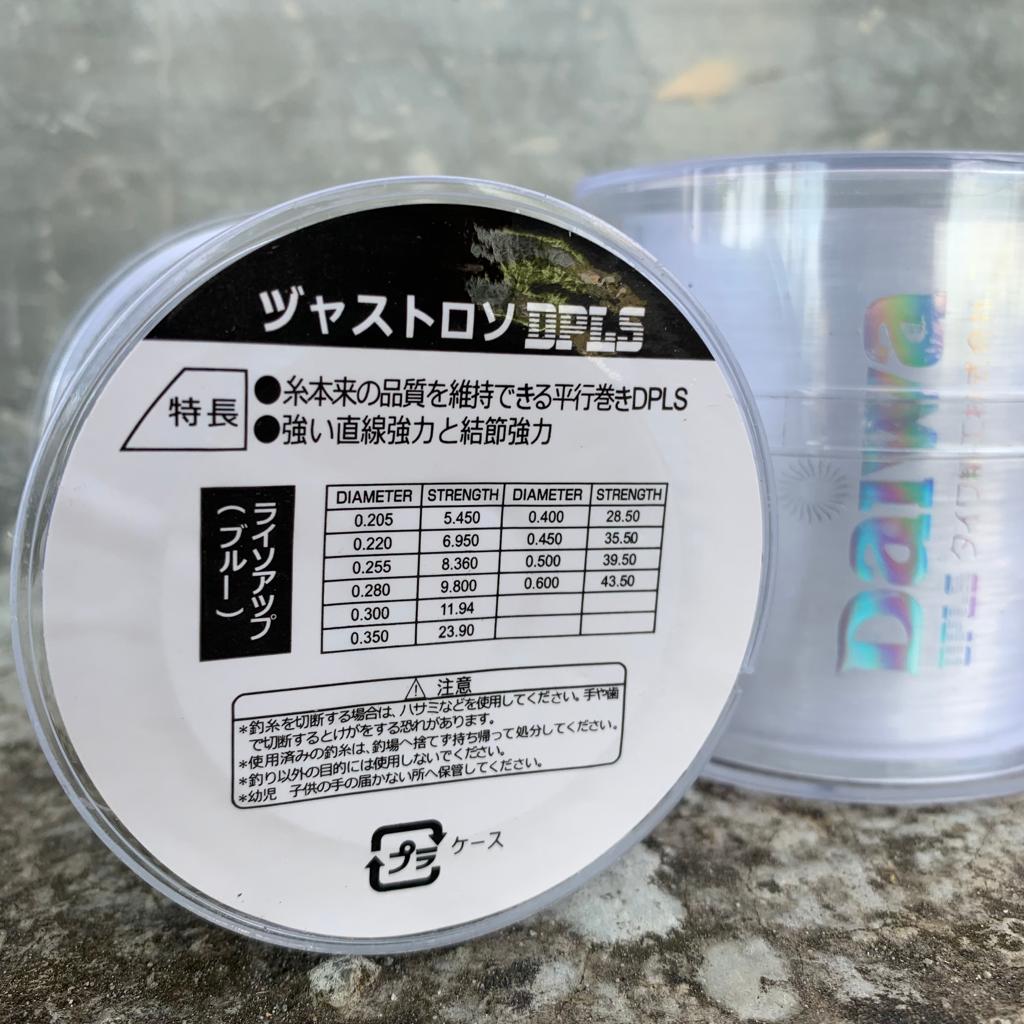 ヅャストロソ DPLS
特長
●糸本来の品質を維持できる平行巻きDPLS
●強い直線強力と結節強力
ライソアツプ
(ブルー)
DIAMETER STRENGTH DIAMETER STRENGTH
0.205 5.450 0.400 28.50
0.220 6.950 0.450 35.50
0.255 8.360 0.500 39.50
0.280 9.800 0.600 43.50
0.300 11.94
0.350 23.90
注意
*釣糸を切断する場合は、ハサミなどを使用してください。手や歯
で切断するとけがをする恐れがあります。
*使用済みの釣糸は、釣場へ捨てず持ち帰って処分してください。
*釣り以外の目的には使用しないでください。
*幼児 子供の手の届かない所へ保管してください。
プラ ケース
Daiwa